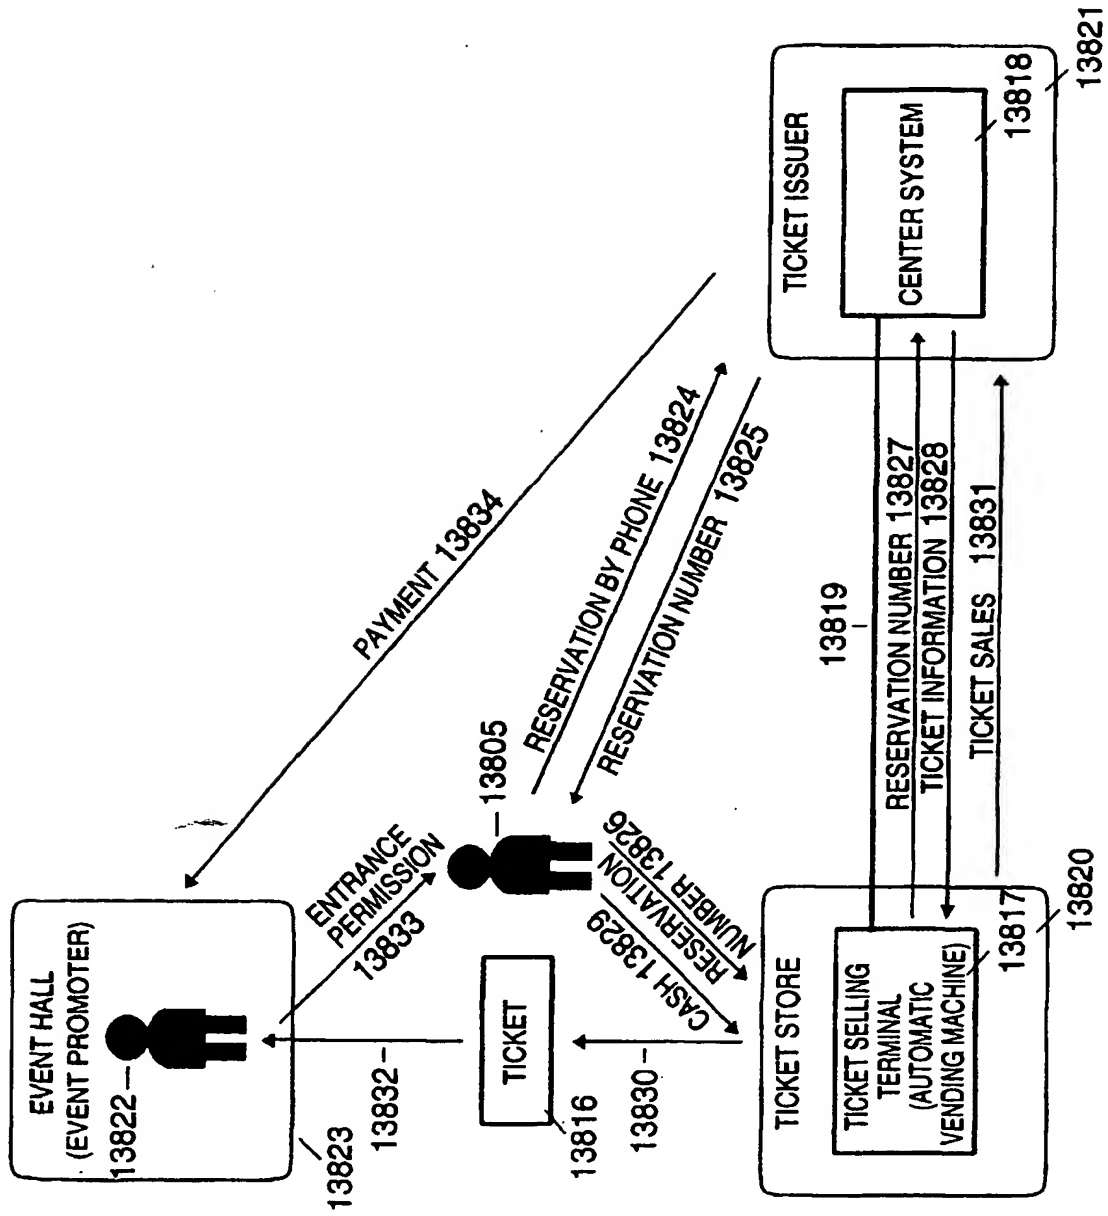 EVENT HALL
(EVENT PROMOTER)
13822
13823
PAYMENT 13834
ENTRANCE
PERMISSION
13833
13832
13805
TICKET
13816
13830
RESERVATION BY PHONE 13824
RESERVATION NUMBER 13825
RESERVATION
NUMBER 13826
CASH 13829
TICKET STORE
TICKET SELLING
TERMINAL
(AUTOMATIC
VENDING MACHINE)
13817
13820
13819
RESERVATION NUMBER 13827
TICKET INFORMATION 13828
TICKET SALES 13831
TICKET ISSUER
CENTER SYSTEM
13818
13821